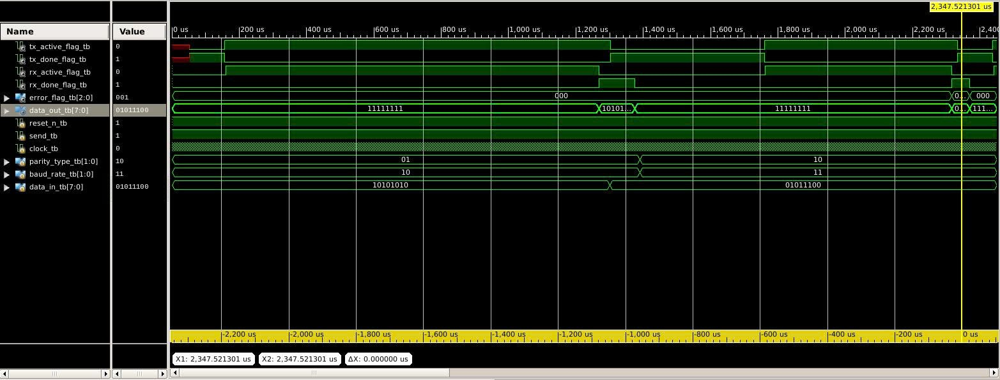 2,347.521301 us
Name Value
0 us 200 us 400 us 600 us 800 us 1,000 us 1,200 us 1,400 us 1,600 us 1,800 us 2,000 us 2,200 us 2,400
tx_active_flag_tb 0
tx_done_flag_tb 1
rx_active_flag_tb 0
rx_done_flag_tb 1
error_flag_tb[2:0] 001 000 0... 000
data_out_tb[7:0] 01011100 11111111 10101... 11111111 0... 111...
reset_n_tb 1
send_tb 1
clock_tb 0
parity_type_tb[1:0] 10 01 10
baud_rate_tb[1:0] 11 10 11
data_in_tb[7:0] 01011100 10101010 01011100
-2,200 us -2,000 us -1,800 us -1,600 us -1,400 us -1,200 us -1,000 us -800 us -600 us -400 us -200 us 0 us
X1: 2,347.521301 us X2: 2,347.521301 us ΔX: 0.000000 us